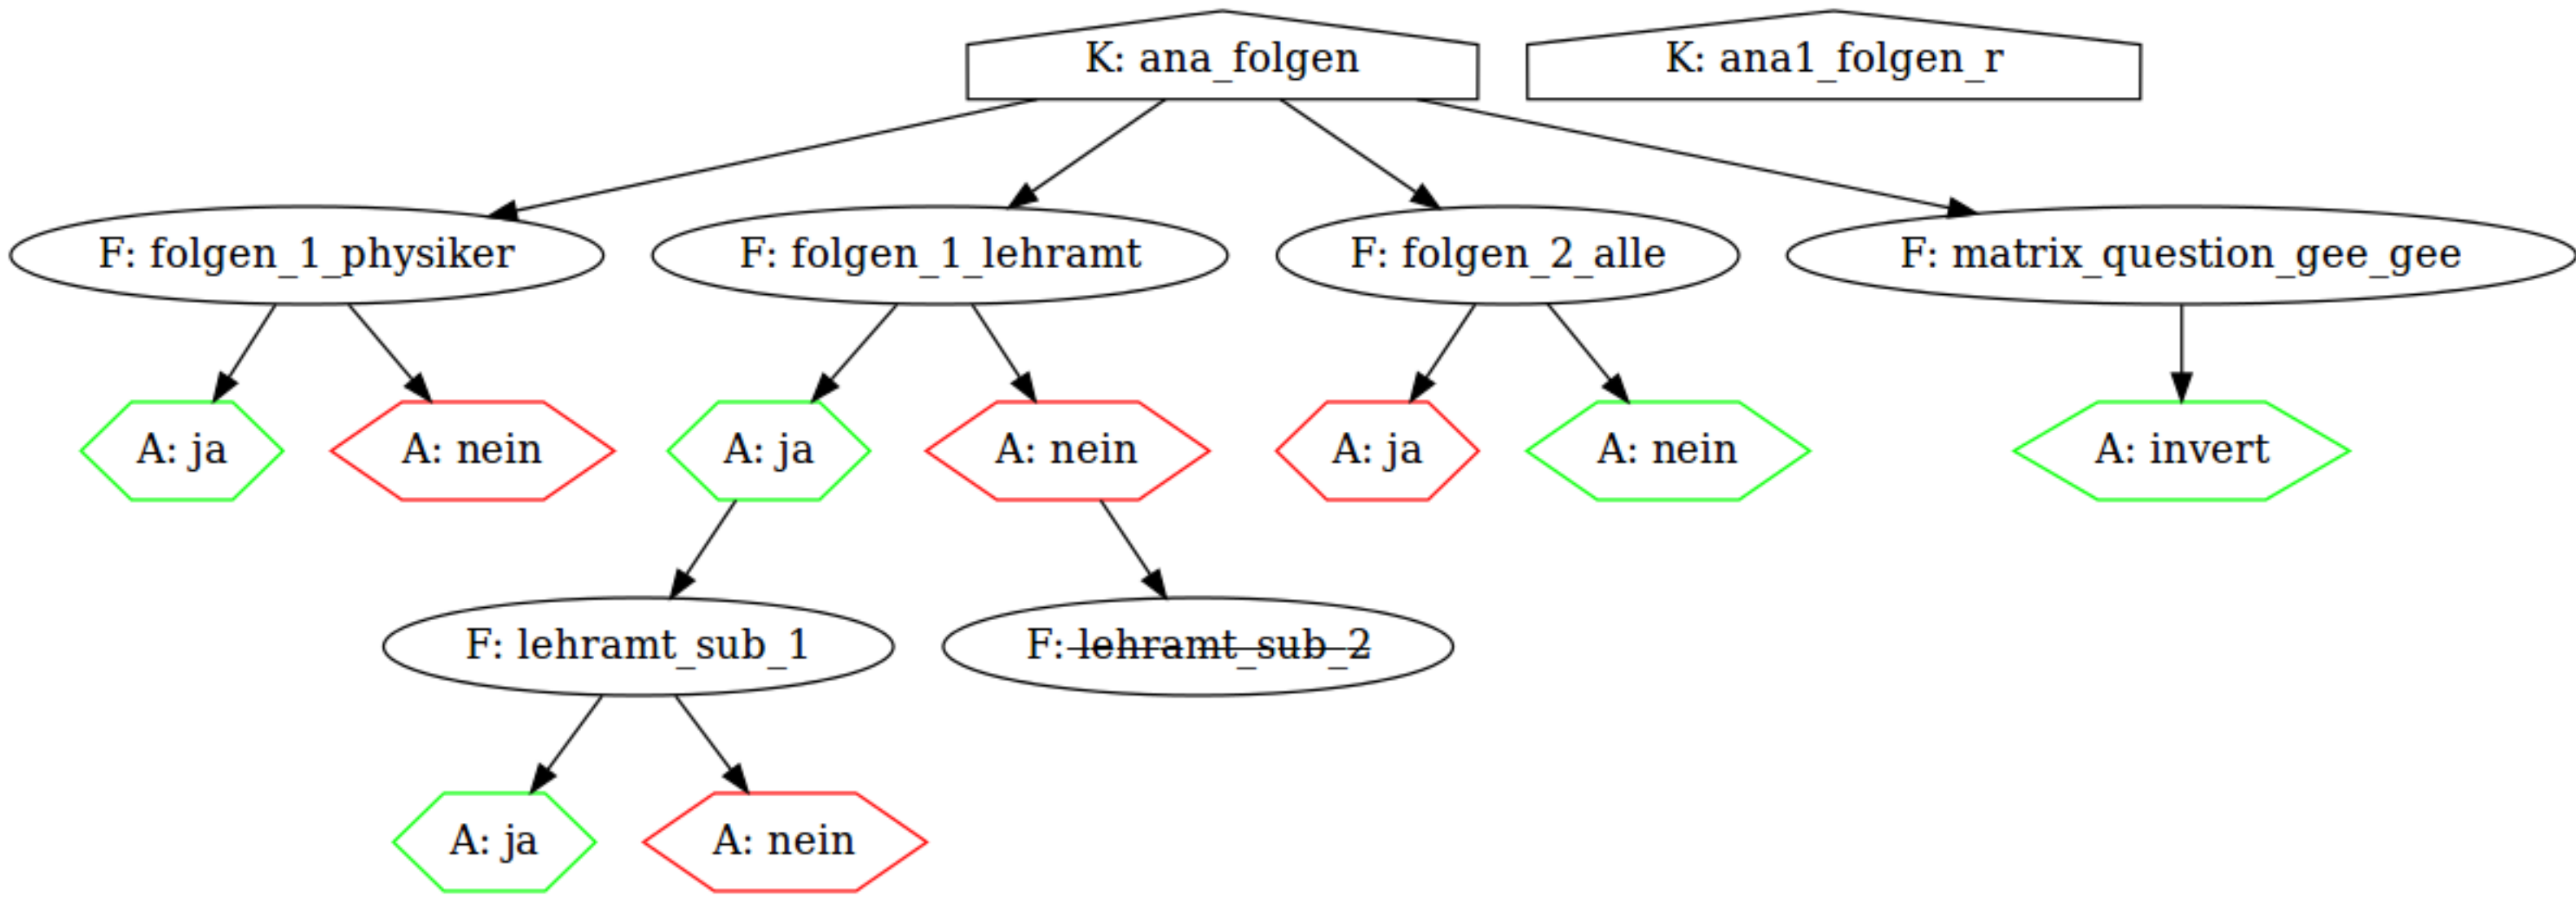 K: ana_folgen
K: ana1_folgen_r
F: folgen_1_physiker
F: folgen_1_lehramt
F: folgen_2_alle
F: matrix_question_gee_gee
A: ja
A: nein
A: ja
A: nein
A: ja
A: nein
A: invert
F: lehramt_sub_1
F: lehramt_sub_2
A: ja
A: nein